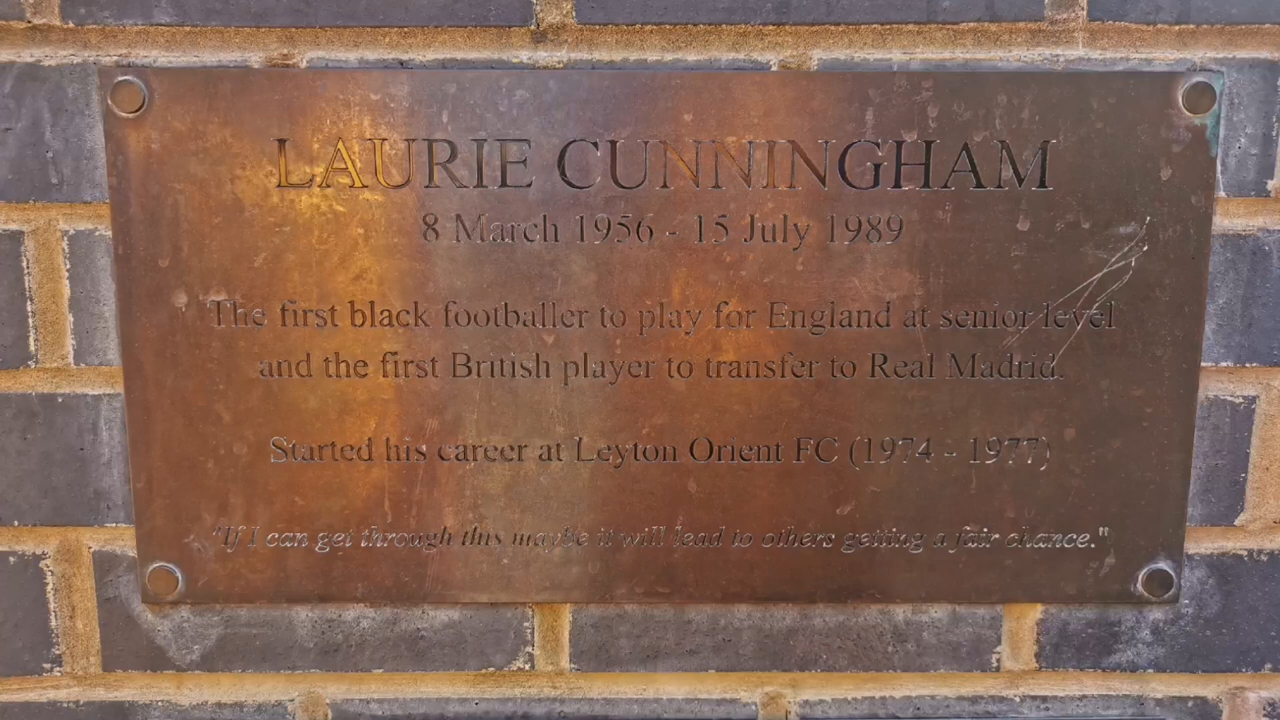 LAURIE CUNNINGHAM
8 March 1956 - 15 July 1989
The first black footballer to play for England at senior level
and the first British player to transfer to Real Madrid.
Started his career at Leyton Orient FC (1974 - 1977)
"If I can get through this maybe it will lead to others getting a fair chance."